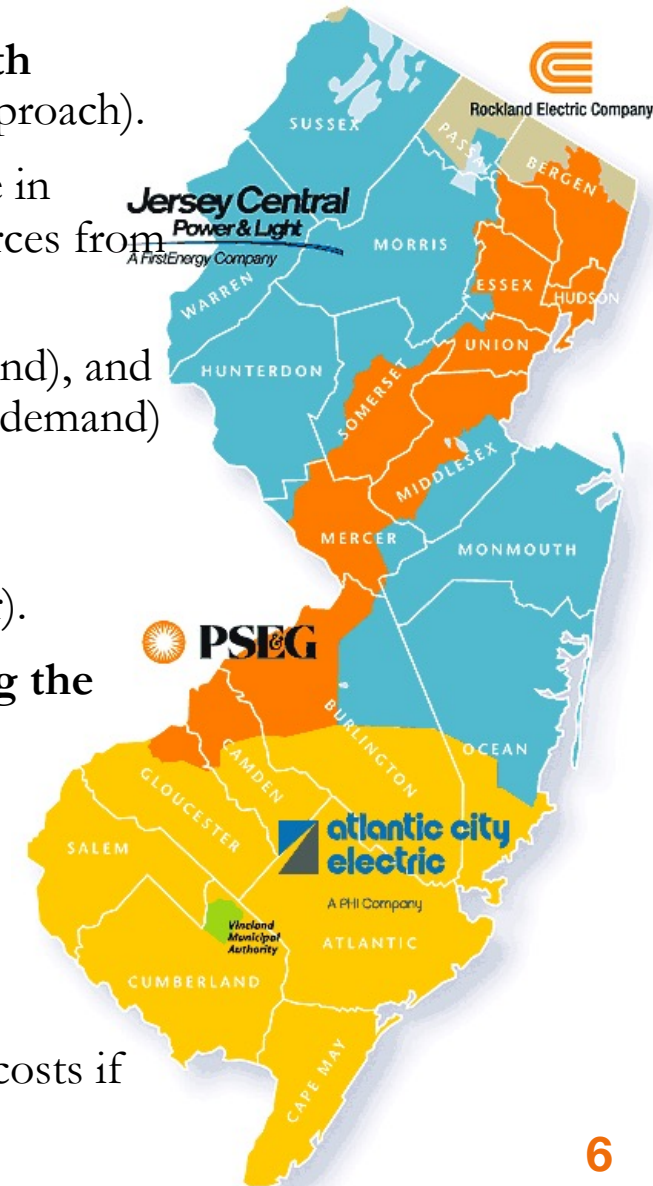 th
proach).
Rockland Electric Company
e in
rces from
Jersey Central
Power & Light
A FirstEnergy Company
SUSSEX
PASSAIC
BERGEN
MORRIS
WARREN
ESSEX
HUDSON
UNION
nd), and
demand)
HUNTERDON
SOMERSET
MIDDLESEX
MERCER
MONMOUTH
).
PSE&G
g the
BURLINGTON
OCEAN
CAMDEN
GLOUCESTER
SALEM
atlantic city
electric
A PHI Company
Vineland
Municipal
Authority
ATLANTIC
CUMBERLAND
CAPE MAY
costs if
6